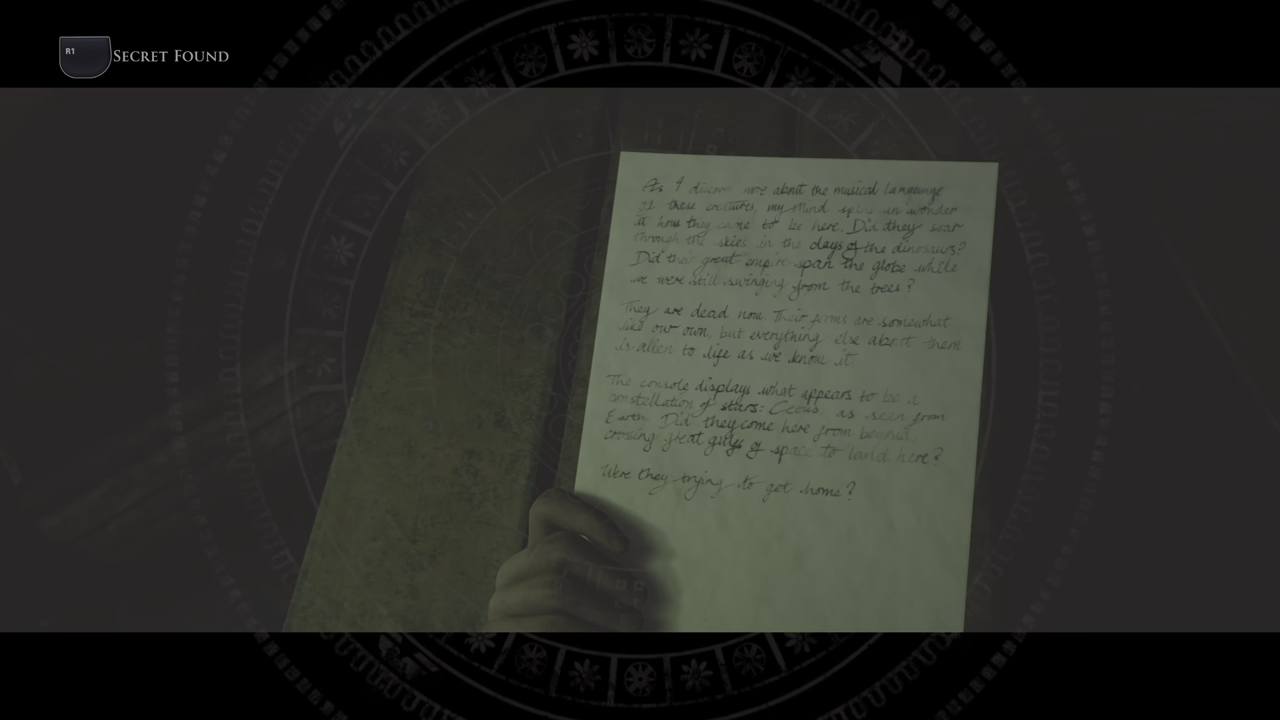 R1
SECRET FOUND
As I discover more about the musical language
of these creatures, my mind spins in wonder
at how they came to be here. Did they soar
through the skies in the days of the dinosaurs?
Did their great empire span the globe while
we were still swinging from the trees?
They are dead now. Their forms are somewhat
like our own, but everything else about them
is alien to life as we know it.
The console displays what appears to be a
constellation of stars: Cetus, as seen from
Earth. Did they come here from beyond,
crossing great gulfs of space to land here?
Were they trying to get home?